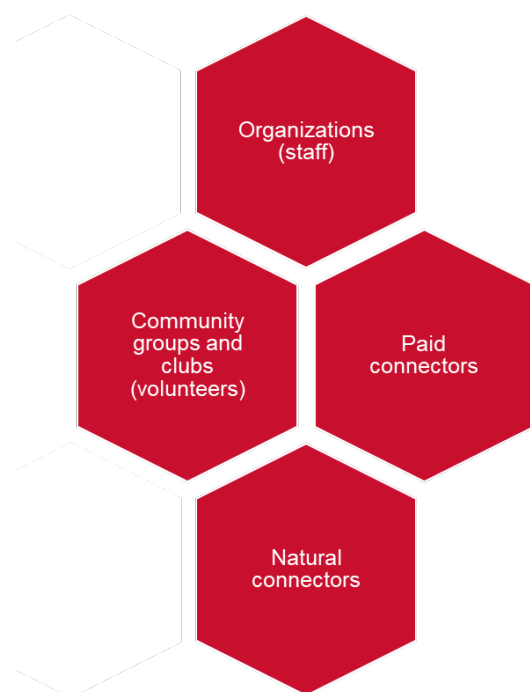 Organizations
(staff)
Community
groups and
clubs
(volunteers)
Paid
connectors
Natural
connectors